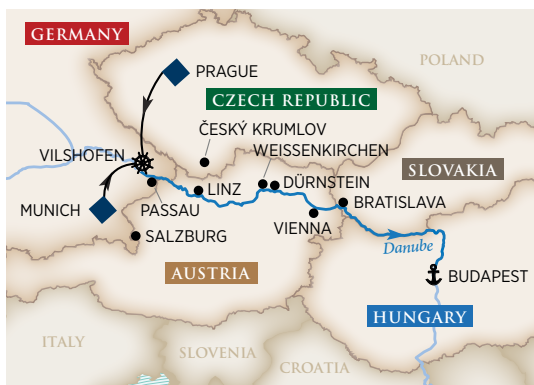 GERMANY
POLAND
PRAGUE
CZECH REPUBLIC
ČESKÝ KRUMLOV
VILSHOFEN
WEISSENKIRCHEN
SLOVAKIA
LINZ
DÜRNSTEIN
MUNICH
PASSAU
BRATISLAVA
SALZBURG
VIENNA
Danube
AUSTRIA
BUDAPEST
HUNGARY
ITALY
SLOVENIA
CROATIA